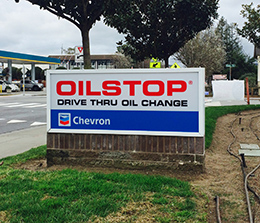 OILSTOP®
DRIVE THRU OIL CHANGE
Chevron